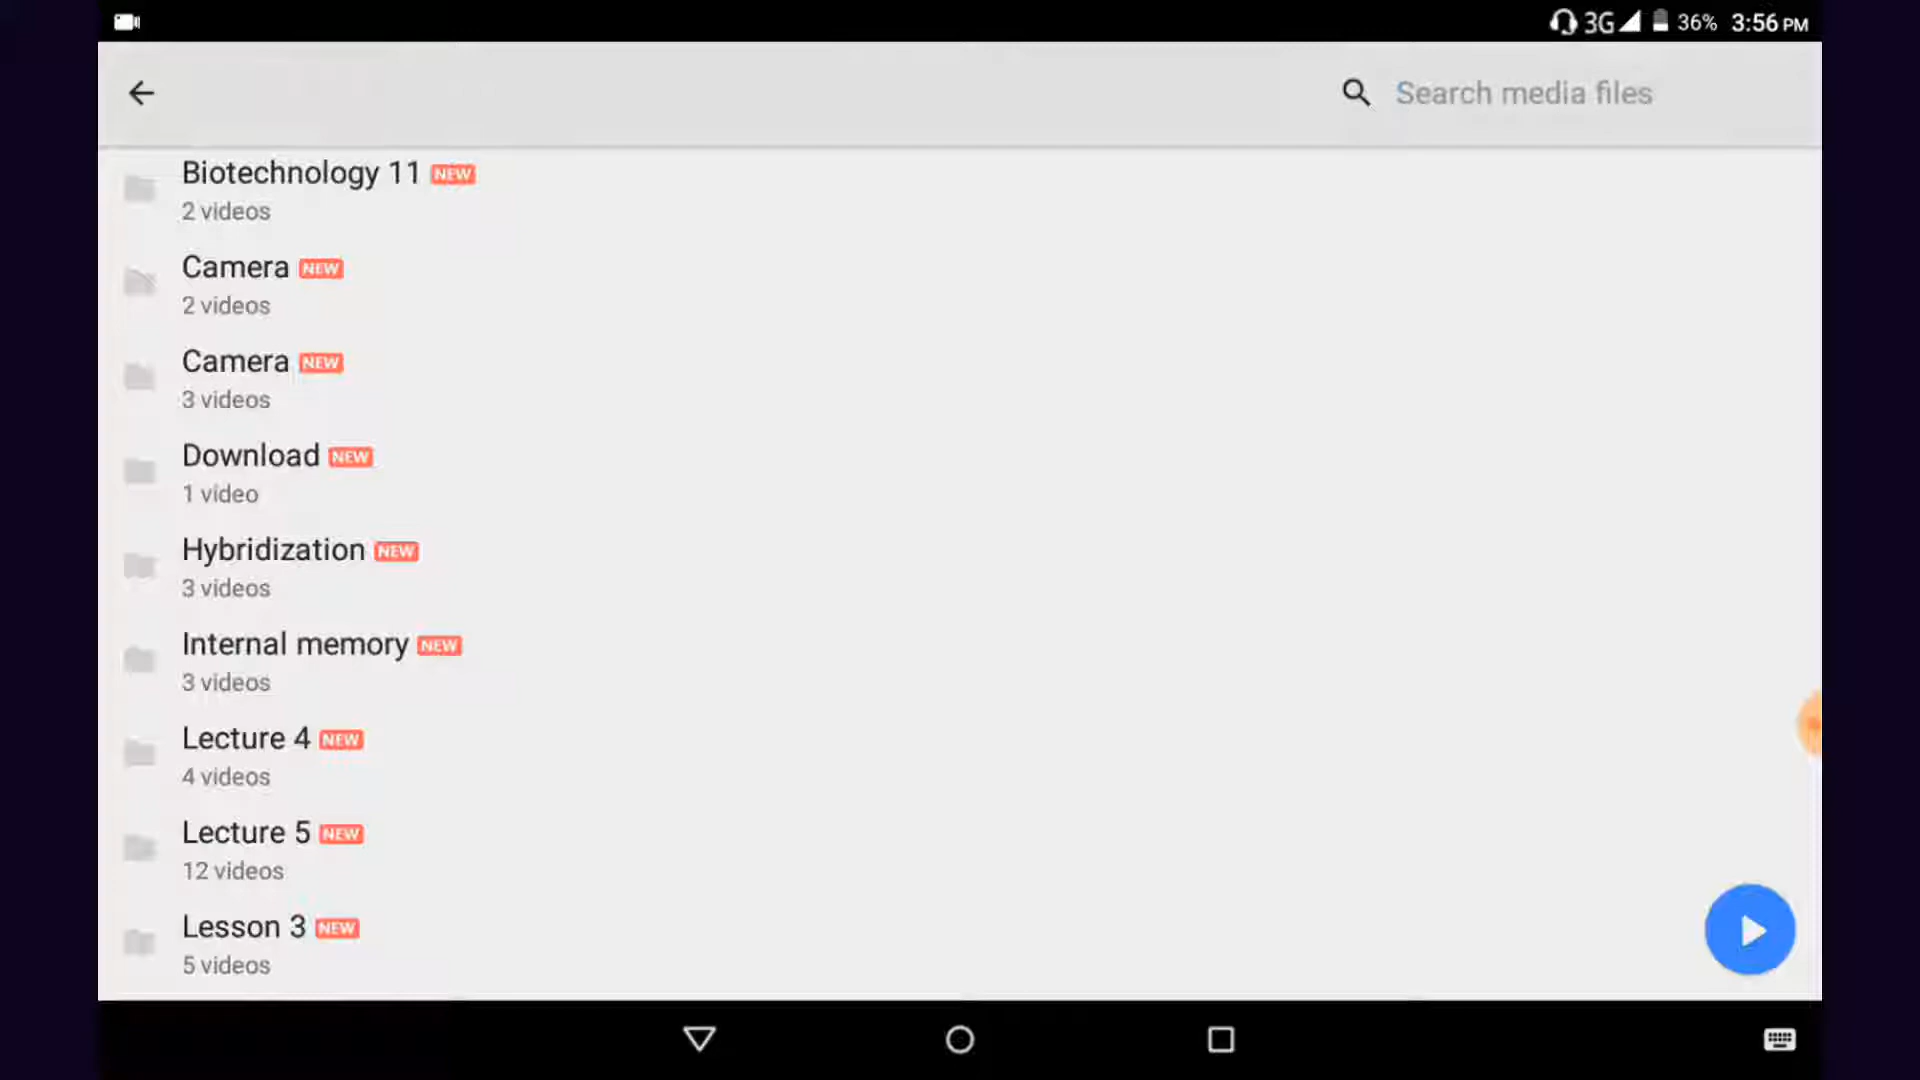 3G 36% 3:56 PM
Search media files
Biotechnology 11 NEW
2 videos
Camera NEW
2 videos
Camera NEW
3 videos
Download NEW
1 video
Hybridization NEW
3 videos
Internal memory NEW
3 videos
Lecture 4 NEW
4 videos
Lecture 5 NEW
12 videos
Lesson 3 NEW
5 videos